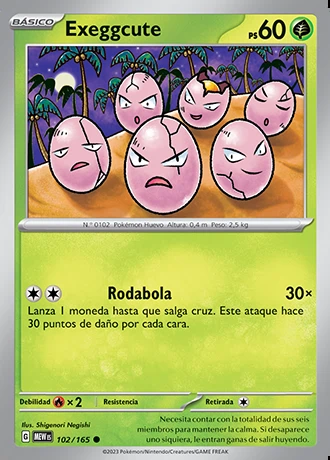 BÁSICO
Exeggcute
PS 60
N.º 0102 Pokémon Huevo Altura: 0,4 m Peso: 2,5 kg
Rodabola 30×
Lanza 1 moneda hasta que salga cruz. Este ataque hace
30 puntos de daño por cada cara.
Debilidad ×2 Resistencia Retirada
Ilus. Shigenori Negishi
G MEW ES 102/165
Necesita contar con la totalidad de sus seis
miembros para mantener la calma. Si desaparece
uno siquiera, le entran ganas de salir huyendo.
©2023 Pokémon/Nintendo/Creatures/GAME FREAK